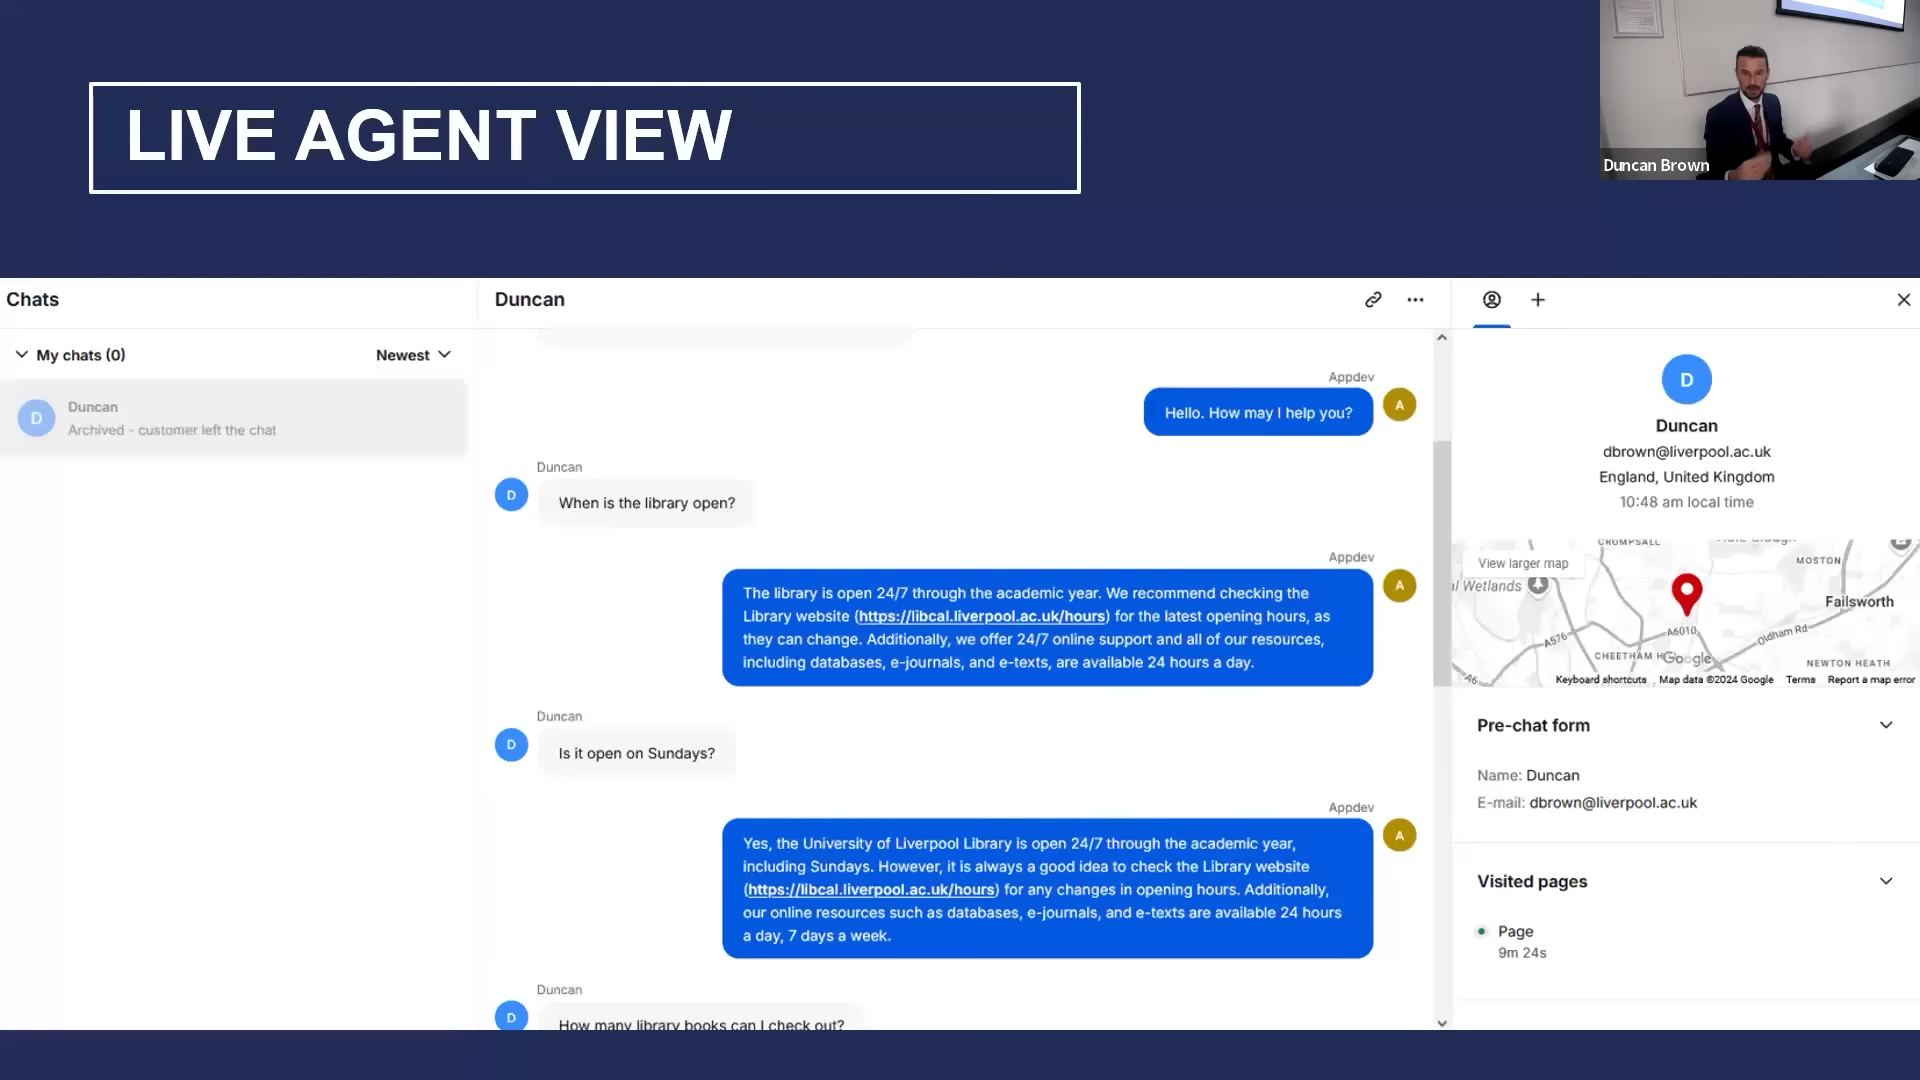 LIVE AGENT VIEW
Duncan Brown
Chats
My chats (0)
Newest
D
Duncan
Archived - customer left the chat
Duncan
Appdev
Hello. How may I help you?
A
Duncan
D
When is the library open?
Appdev
The library is open 24/7 through the academic year. We recommend checking the
Library website (https://libcal.liverpool.ac.uk/hours) for the latest opening hours, as
they can change. Additionally, we offer 24/7 online support and all of our resources,
including databases, e-journals, and e-texts, are available 24 hours a day.
A
Duncan
D
Is it open on Sundays?
Appdev
Yes, the University of Liverpool Library is open 24/7 through the academic year,
including Sundays. However, it is always a good idea to check the Library website
(https://libcal.liverpool.ac.uk/hours) for any changes in opening hours. Additionally,
our online resources such as databases, e-journals, and e-texts are available 24 hours
a day, 7 days a week.
A
Duncan
D
How many library books can I check out?
D
Duncan
dbrown@liverpool.ac.uk
England, United Kingdom
10:48 am local time
CRUMPSALL
View larger map
MOSTON
Wetlands
Failsworth
A6010
A576
Oldham Rd
CHEETHAM
Google
NEWTON HEATH
A6
Keyboard shortcuts
Map data ©2024 Google
Terms
Report a map error
Pre-chat form
Name: Duncan
E-mail: dbrown@liverpool.ac.uk
Visited pages
Page
9m 24s